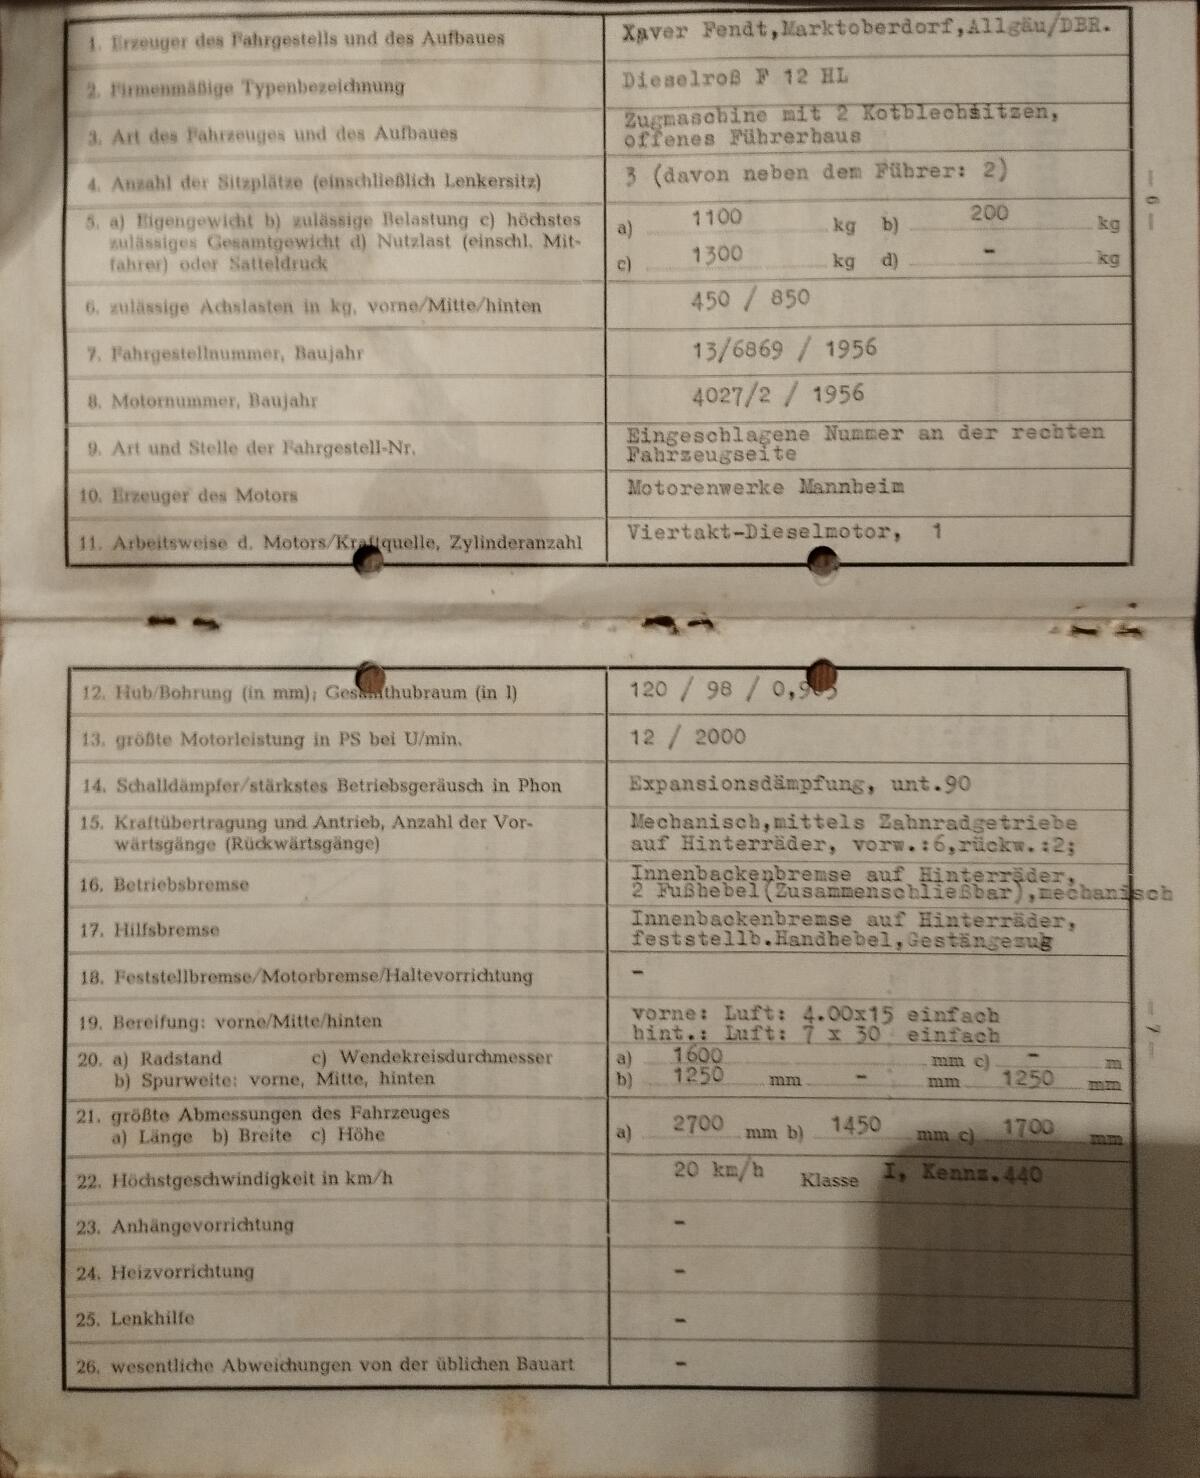 1. Erzeuger des Fahrgestells und des Aufbaues
Xaver Fendt,Marktoberdorf,Allgäu/DBR.
2. Firmenmäßige Typenbezeichnung
Dieselroß F 12 HL
3. Art des Fahrzeuges und des Aufbaues
Zugmaschine mit 2 Kotblechsitzen,
offenes Führerhaus
4. Anzahl der Sitzplätze (einschließlich Lenkersitz)
3 (davon neben dem Führer: 2)
5. a) Eigengewicht b) zulässige Belastung c) höchstes
zulässiges Gesamtgewicht d) Nutzlast (einschl. Mit-
fahrer) oder Satteldruck
a) 1100 kg b) 200 kg
c) 1300 kg d) - kg
6. zulässige Achslasten in kg, vorne/Mitte/hinten
450 / 850
7. Fahrgestellnummer, Baujahr
13/6869 / 1956
8. Motornummer, Baujahr
4027/2 / 1956
9. Art und Stelle der Fahrgestell-Nr.
Eingeschlagene Nummer an der rechten
Fahrzeugseite
10. Erzeuger des Motors
Motorenwerke Mannheim
11. Arbeitsweise d. Motors/Kraftquelle, Zylinderanzahl
Viertakt-Dieselmotor, 1
— 6 —
12. Hub/Bohrung (in mm); Gesamthubraum (in l)
120 / 98 / 0,905
13. größte Motorleistung in PS bei U/min.
12 / 2000
14. Schalldämpfer/stärkstes Betriebsgeräusch in Phon
Expansionsdämpfung, unt.90
15. Kraftübertragung und Antrieb, Anzahl der Vor-
wärtsgänge (Rückwärtsgänge)
Mechanisch,mittels Zahnradgetriebe
auf Hinterräder, vorw.:6,rückw.:2;
16. Betriebsbremse
Innenbackenbremse auf Hinterräder,
2 Fußhebel(Zusammenschließbar),mechanisch
17. Hilfsbremse
Innenbackenbremse auf Hinterräder,
feststellb.Handhebel,Gestängezug
18. Feststellbremse/Motorbremse/Haltevorrichtung
-
19. Bereifung: vorne/Mitte/hinten
vorne: Luft: 4.00x15 einfach
hint.: Luft: 7 x 30 einfach
20. a) Radstand c) Wendekreisdurchmesser
b) Spurweite: vorne, Mitte, hinten
a) 1600 mm c) - m
b) 1250 mm - mm 1250 mm
21. größte Abmessungen des Fahrzeuges
a) Länge b) Breite c) Höhe
a) 2700 mm b) 1450 mm c) 1700 mm
22. Höchstgeschwindigkeit in km/h
20 km/h Klasse I, Kennz.440
23. Anhängevorrichtung
-
24. Heizvorrichtung
-
25. Lenkhilfe
-
26. wesentliche Abweichungen von der üblichen Bauart
-
— 7 —